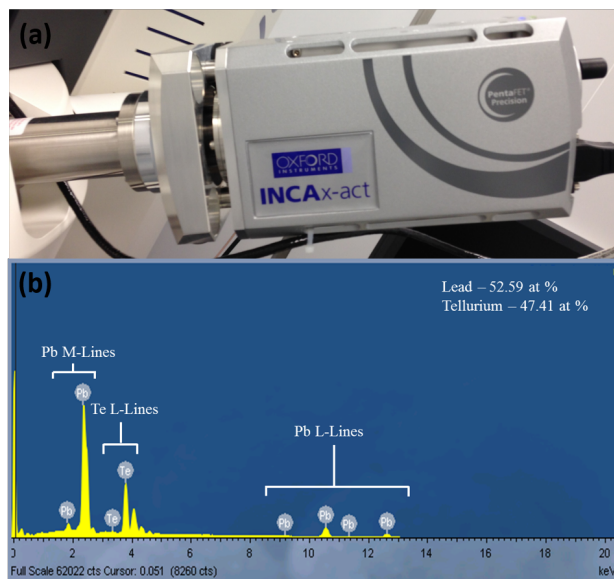 (a)
PentaFET®
Precision
OXFORD
INSTRUMENTS
INCAx-act
(b)
Lead – 52.59 at %
Tellurium – 47.41 at %
Pb M-Lines
Pb
Te L-Lines
Te
Pb L-Lines
Pb Te Pb Pb Pb Pb
0 2 4 6 8 10 12 14 16 18 20
Full Scale 62022 cts Cursor: 0.051 (8260 cts) keV